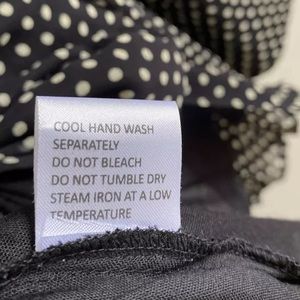 COOL HAND WASH
SEPARATELY
DO NOT BLEACH
DO NOT TUMBLE DRY
STEAM IRON AT A LOW
TEMPERATURE